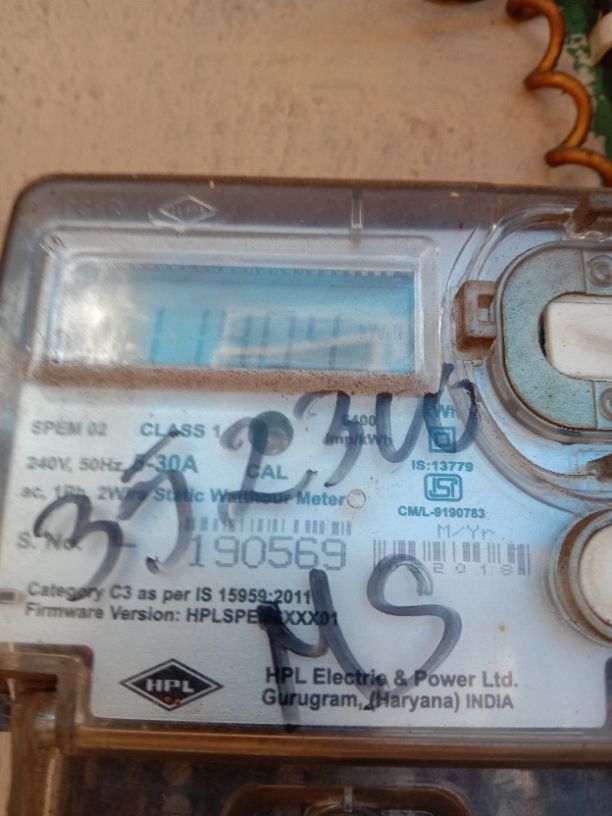 HPL
SPEM 02 CLASS 1
6400 imp/kWh
240V, 50Hz, 5-30A CAL
IS:13779
ac, 1Ph, 2Wire Static Watthour Meter
CM/L-9190783
M/Yr.
S. No. 190569
2018
Category C3 as per IS 15959:2011
Firmware Version:
MS
HPL
HPL Electric & Power Ltd.
Gurugram, (Haryana) INDIA